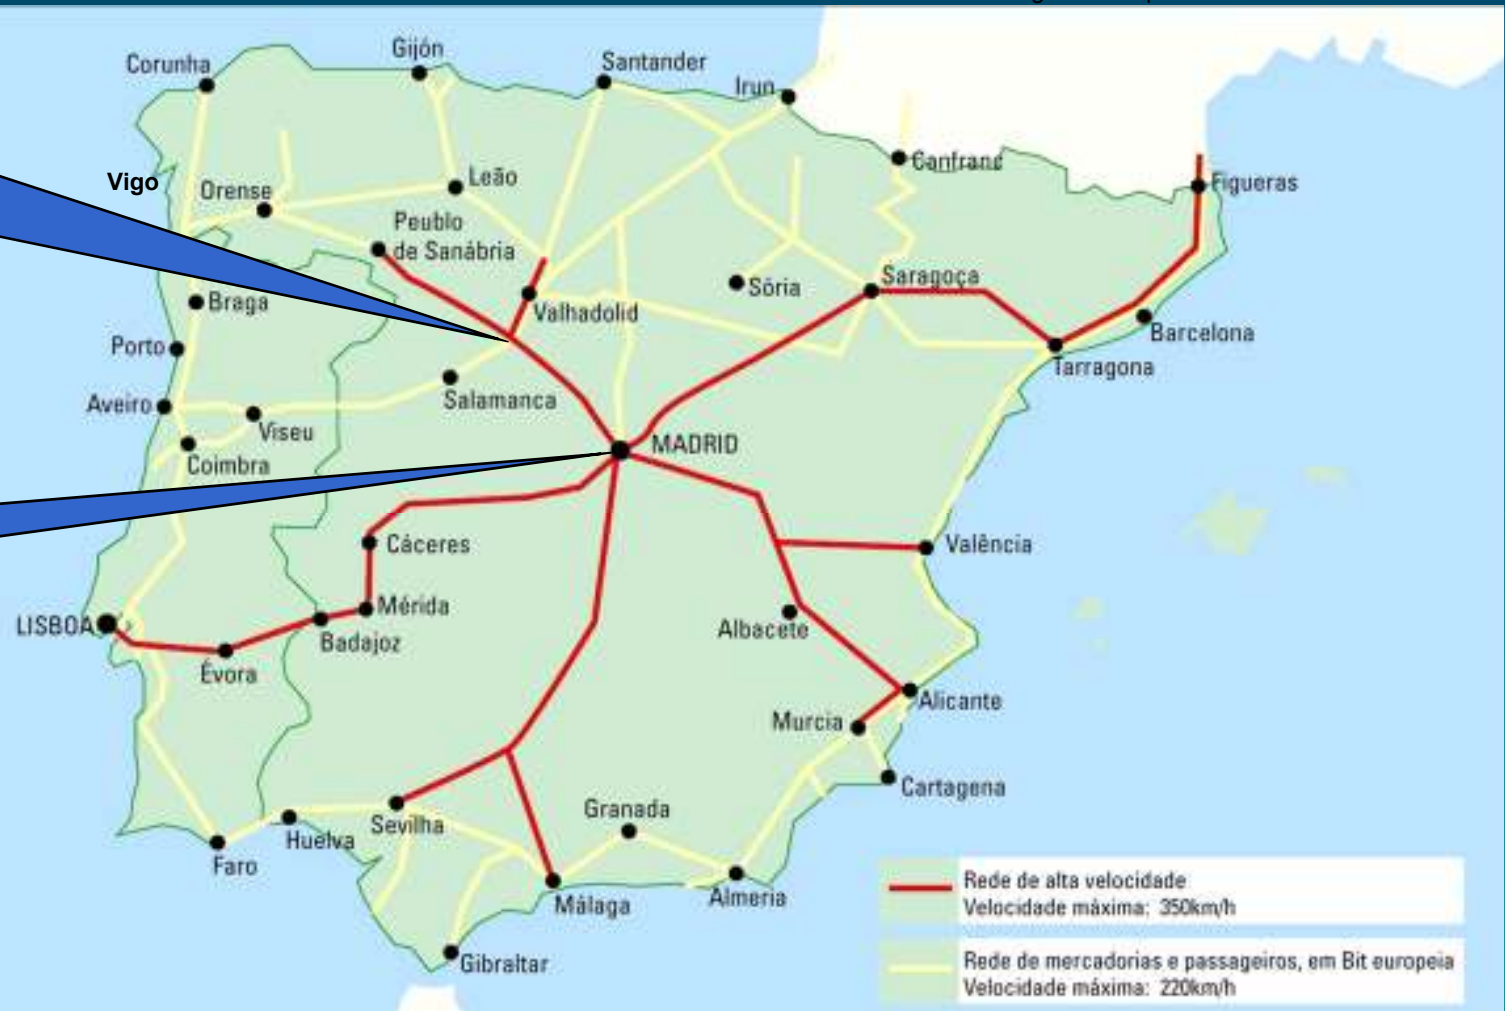 Corunha
Gijón
Santander
Irun
Canfranc
Figueras
Vigo
Orense
Leão
Peublo
de Sanábria
Braga
Valhadolid
Sória
Saragoça
Barcelona
Tarragona
Porto
Aveiro
Viseu
Salamanca
Coimbra
MADRID
Cáceres
Valência
Mérida
LISBOA
Badajoz
Évora
Albacete
Alicante
Murcia
Cartagena
Granada
Sevilha
Huelva
Faro
Málaga
Almeria
Gibraltar
Rede de alta velocidade
Velocidade máxima: 350km/h
Rede de mercadorias e passageiros, em Bit europeia
Velocidade máxima: 220km/h